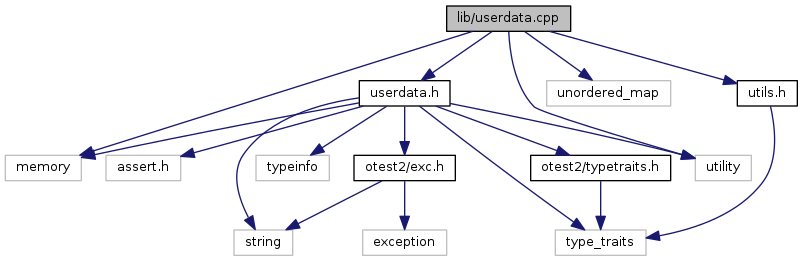 lib/userdata.cpp
userdata.h
unordered_map
utils.h
memory
assert.h
typeinfo
otest2/exc.h
otest2/typetraits.h
utility
string
exception
type_traits